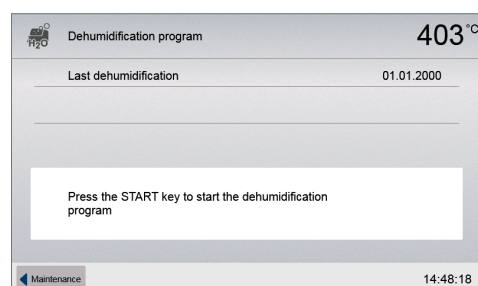 H2O
Dehumidification program
403 °C
Last dehumidification
01.01.2000
Press the START key to start the dehumidification
program
Maintenance
14:48:18